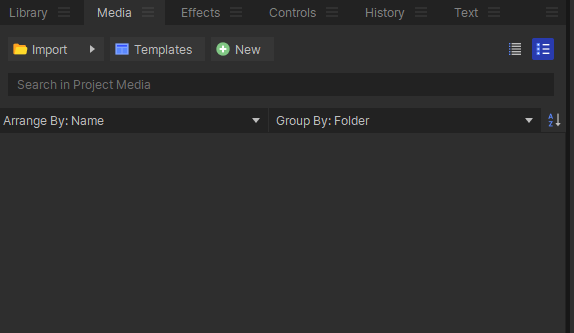 Library Media Effects Controls History Text
Import Templates New
Search in Project Media
Arrange By: Name Group By: Folder A Z